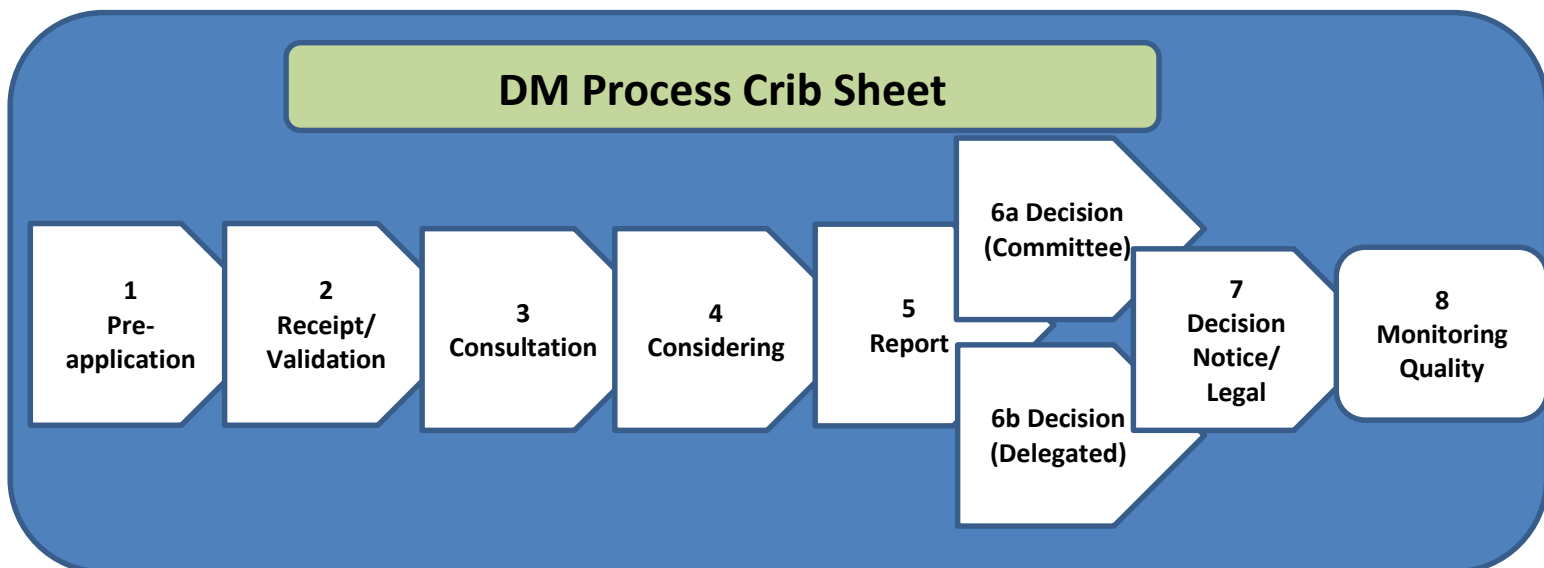 DM Process Crib Sheet
1
Pre-
application
2
Receipt/
Validation
3
Consultation
4
Considering
5
Report
6a Decision
(Committee)
6b Decision
(Delegated)
7
Decision
Notice/
Legal
8
Monitoring
Quality